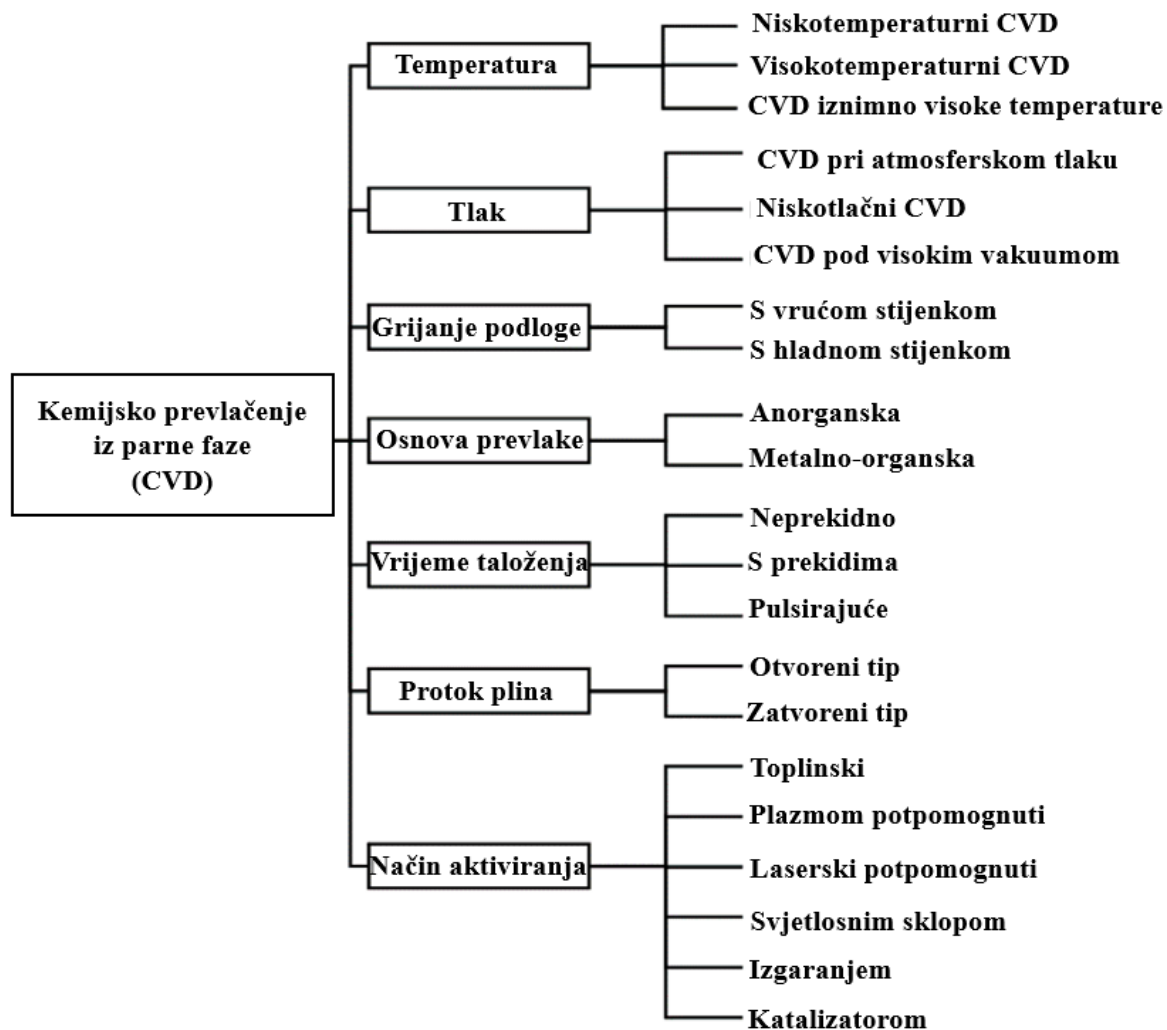 Kemijsko prevlačenje
iz parne faze
(CVD)
Temperatura
Niskotemperaturni CVD
Visokotemperaturni CVD
CVD iznimno visoke temperature
Tlak
CVD pri atmosferskom tlaku
Niskotlačni CVD
CVD pod visokim vakuumom
Grijanje podloge
S vrućom stijenkom
S hladnom stijenkom
Osnova prevlake
Anorganska
Metalno-organska
Vrijeme taloženja
Neprekidno
S prekidima
Pulsirajuće
Protok plina
Otvoreni tip
Zatvoreni tip
Način aktiviranja
Toplinski
Plazmom potpomognuti
Laserski potpomognuti
Svjetlosnim sklopom
Izgaranjem
Katalizatorom